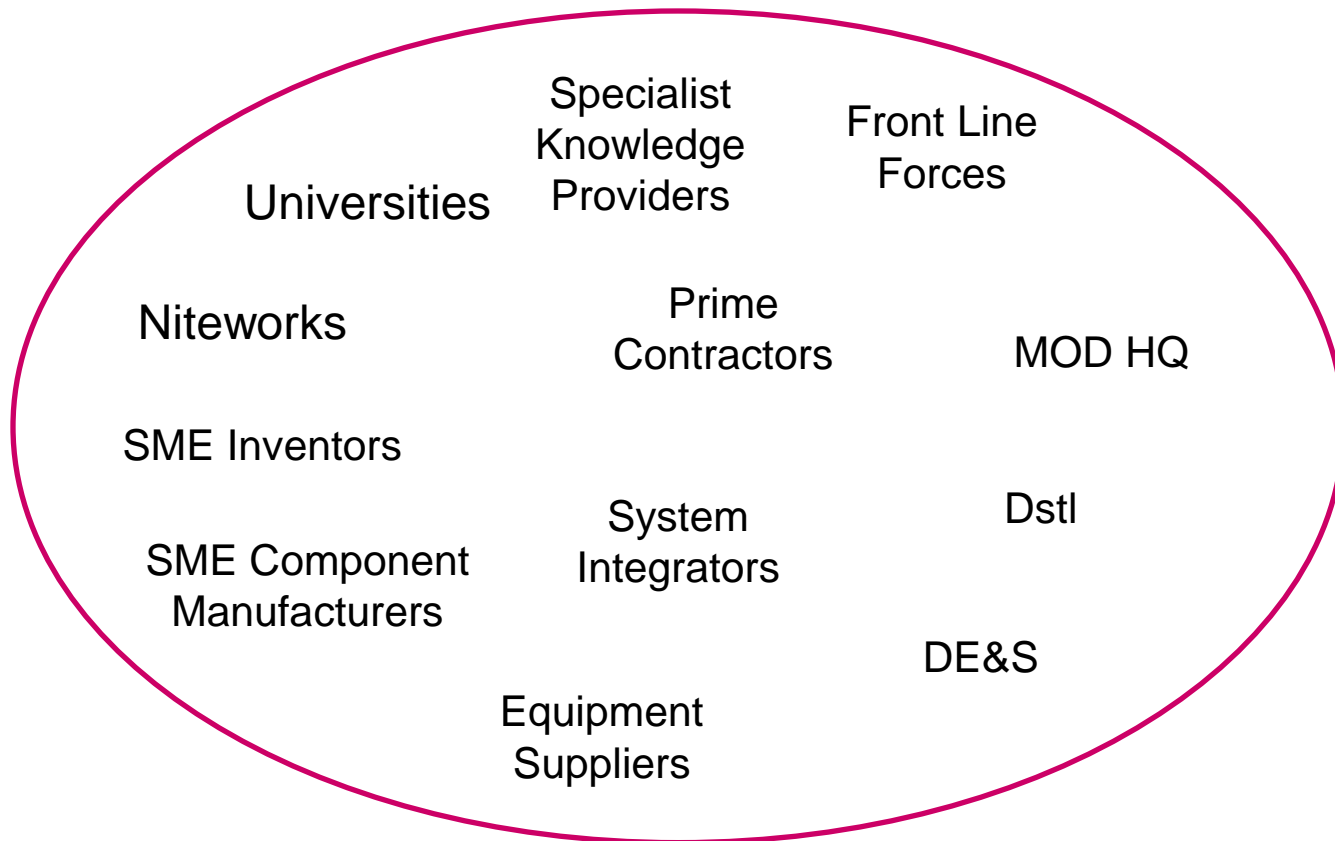 Specialist
Knowledge
Providers
Front Line
Forces
Universities
Niteworks
Prime
Contractors
MOD HQ
SME Inventors
System
Integrators
Dstl
SME Component
Manufacturers
DE&S
Equipment
Suppliers